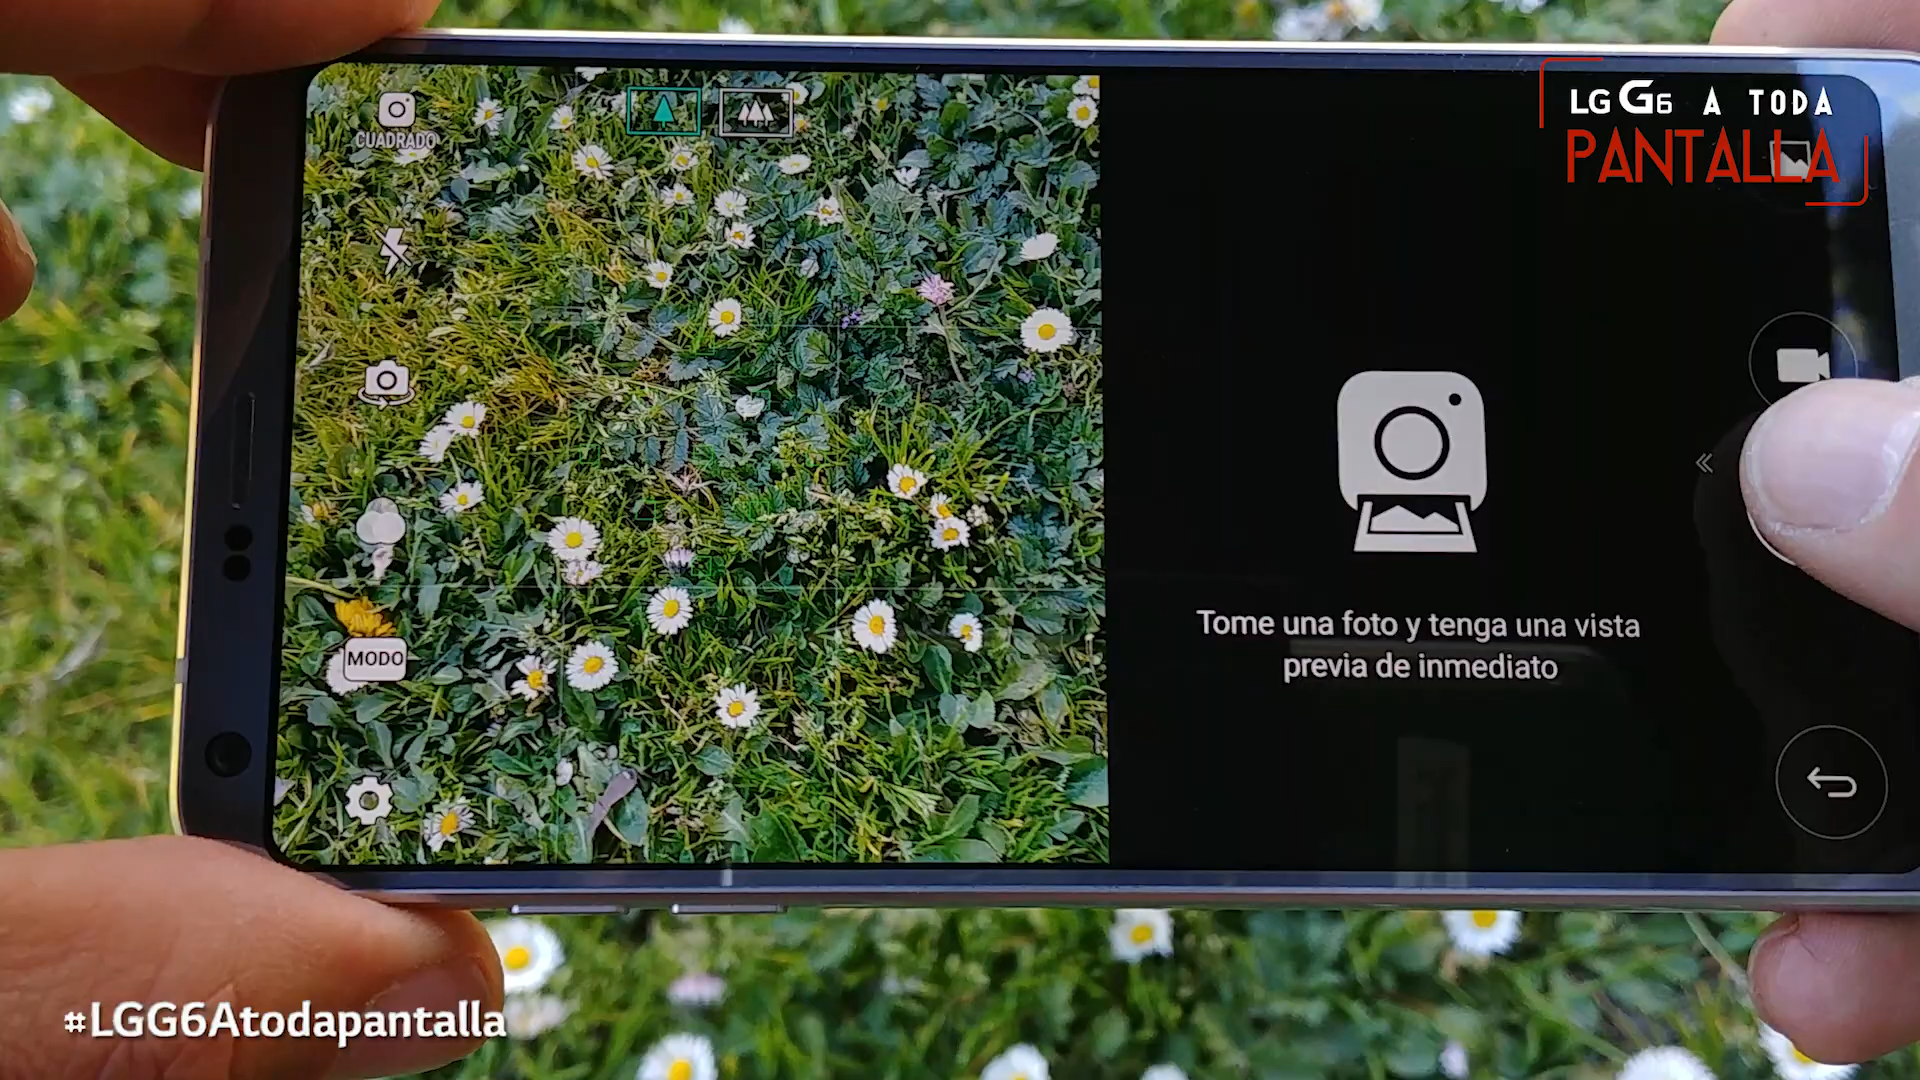 LG G6 A TODA
PANTALLA
CUADRADO
MODO
Tome una foto y tenga una vista
previa de inmediato
#LGG6Atodapantalla